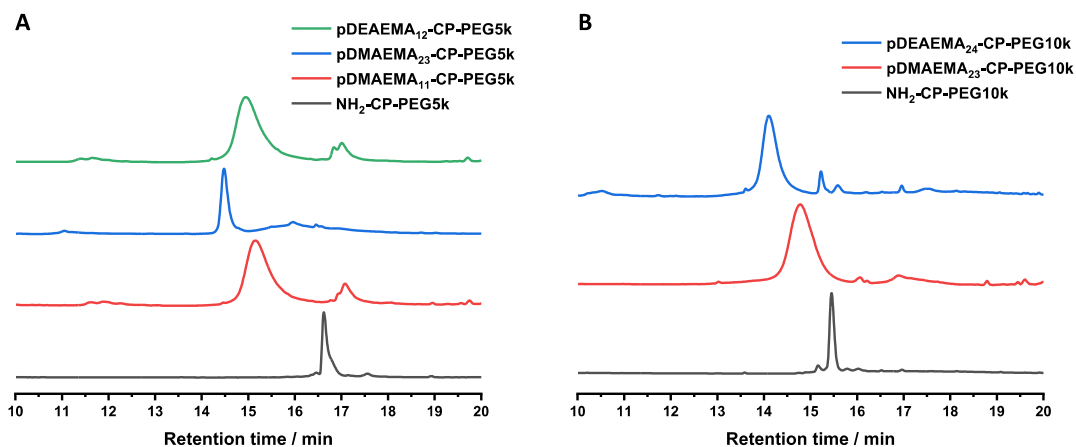 A
pDEAEMA₁₂-CP-PEG5k
pDMAEMA₂₃-CP-PEG5k
pDMAEMA₁₁-CP-PEG5k
NH₂-CP-PEG5k
10 11 12 13 14 15 16 17 18 19 20
Retention time / min
B
pDEAEMA₂₄-CP-PEG10k
pDMAEMA₂₃-CP-PEG10k
NH₂-CP-PEG10k
10 11 12 13 14 15 16 17 18 19 20
Retention time / min